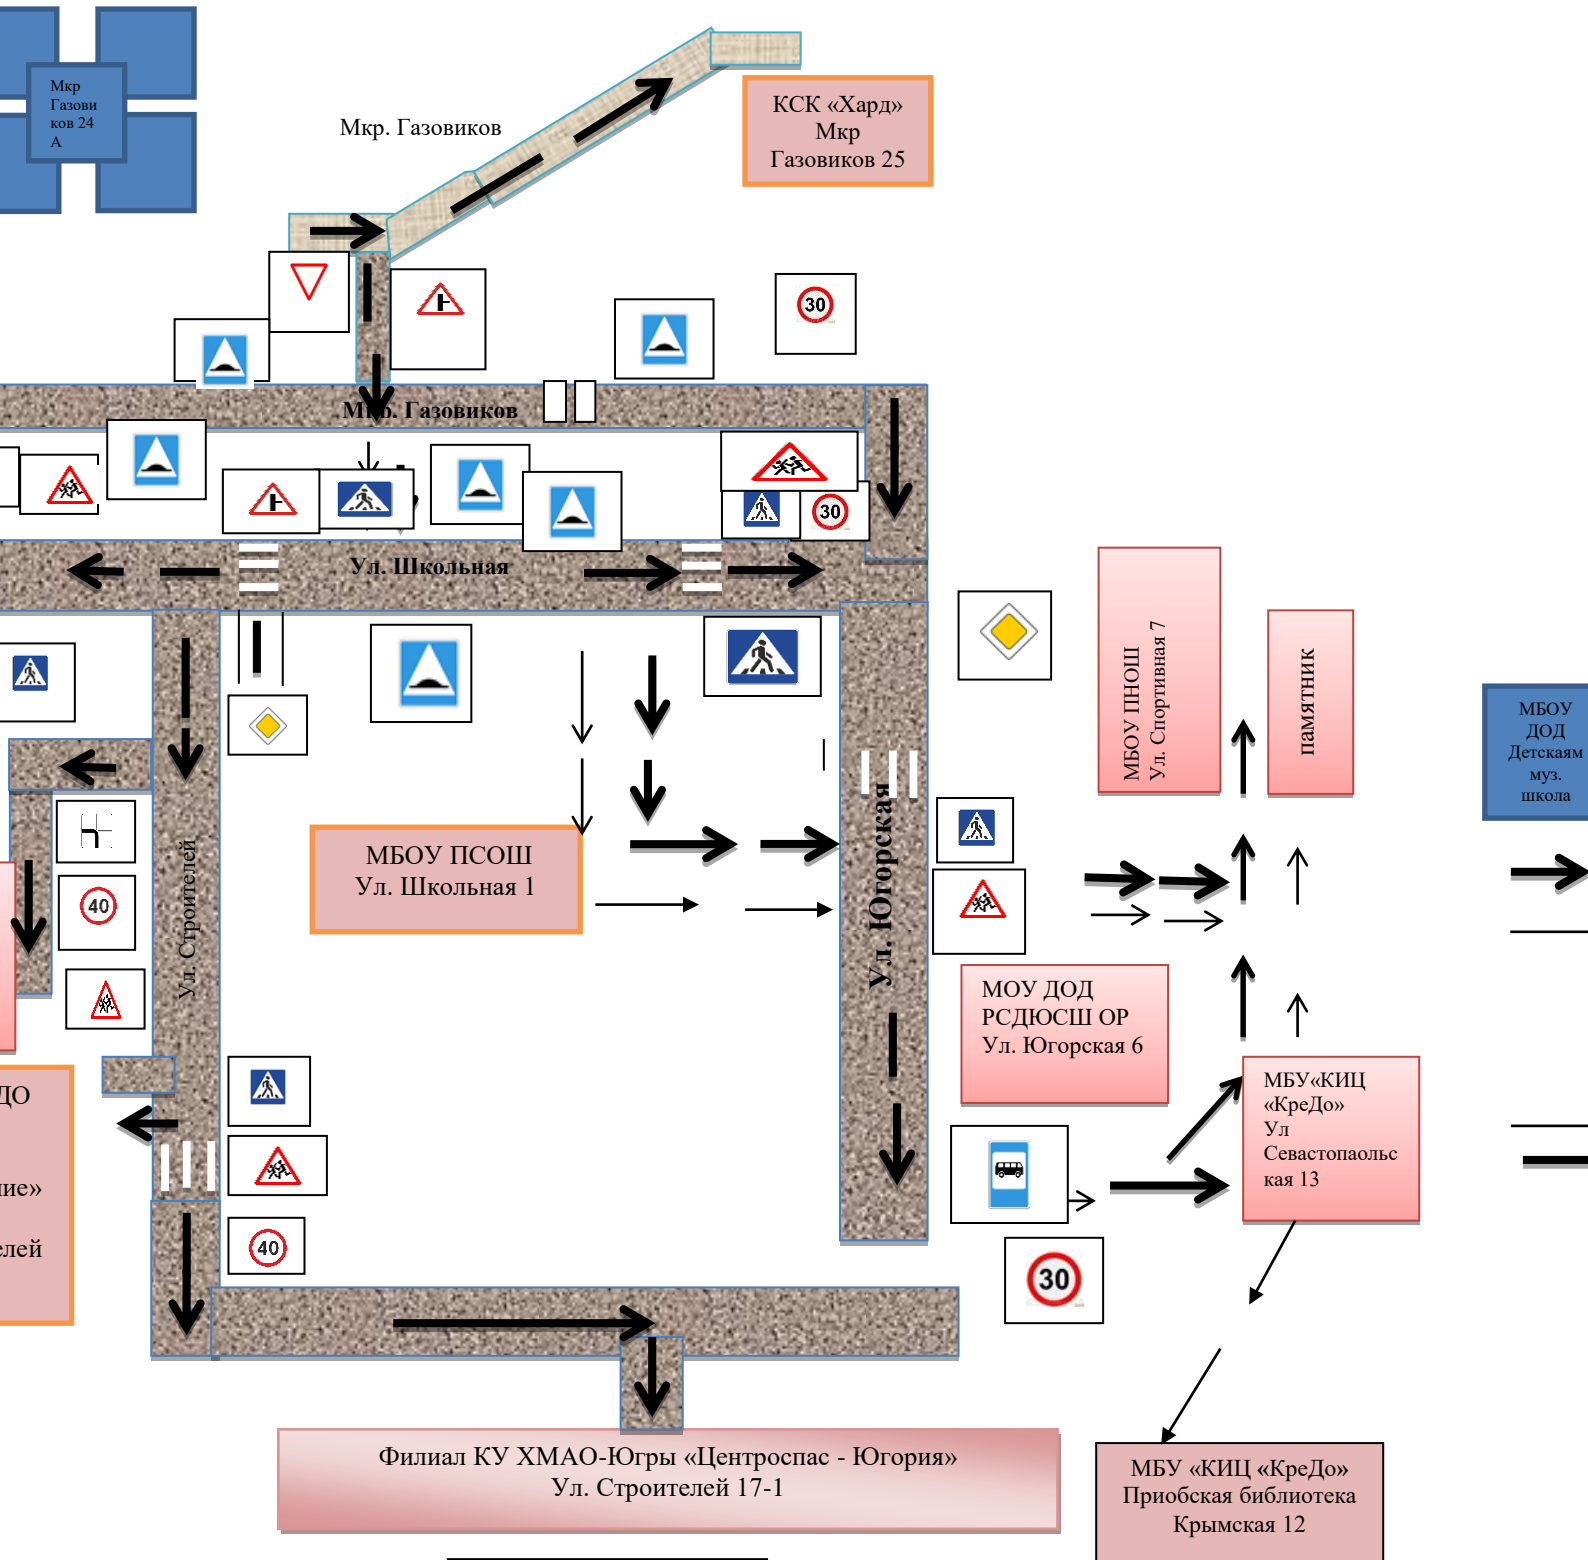 Мкр
Газови
ков 24
А
Мкр. Газовиков
КСК «Хард»
Мкр
Газовиков 25
30
Мкр. Газовиков
30
Ул. Школьная
МБОУ ПНОШ
Ул. Спортивная 7
памятник
МБОУ
ДОД
Детскаям
муз.
школа
МБОУ ПСОШ
Ул. Школьная 1
Ул. Строителей
Ул. Югорская
40
МОУ ДОД
РСДЮСШ ОР
Ул. Югорская 6
ДО
ие»
елей
МБУ«КИЦ
«КреДо»
Ул
Севастопаольс
кая 13
40
30
Филиал КУ ХМАО-Югры «Центроспас - Югория»
Ул. Строителей 17-1
МБУ «КИЦ «КреДо»
Приобская библиотека
Крымская 12